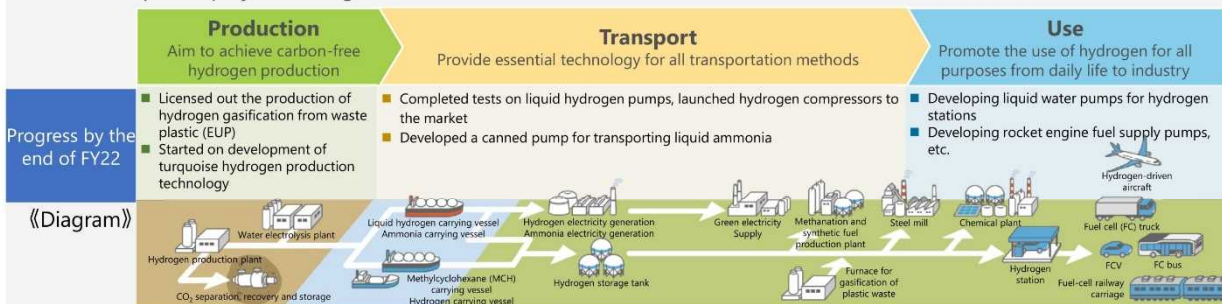 Production
Aim to achieve carbon-free
hydrogen production
Transport
Provide essential technology for all transportation methods
Use
Promote the use of hydrogen for all
purposes from daily life to industry
Progress by the
end of FY22
■ Licensed out the production of
hydrogen gasification from waste
plastic (EUP)
■ Started on development of
turquoise hydrogen production
technology
■ Completed tests on liquid hydrogen pumps, launched hydrogen compressors to
the market
■ Developed a canned pump for transporting liquid ammonia
■ Developing liquid water pumps for hydrogen
stations
■ Developing rocket engine fuel supply pumps,
etc.
《Diagram》
Hydrogen production plant
Water electrolysis plant
CO₂ separation, recovery and storage
Liquid hydrogen carrying vessel
Ammonia carrying vessel
Methylcyclohexane (MCH)
carrying vessel
Hydrogen carrying vessel
Hydrogen electricity generation
Ammonia electricity generation
Hydrogen storage tank
Green electricity
Supply
Methanation and
synthetic fuel
production plant
Furnace for
gasification
of plastic waste
Steel mill
Chemical plant
Hydrogen
station
Hydrogen-driven
aircraft
Fuel cell (FC) truck
FCV
FC bus
Fuel-cell railway
carriage